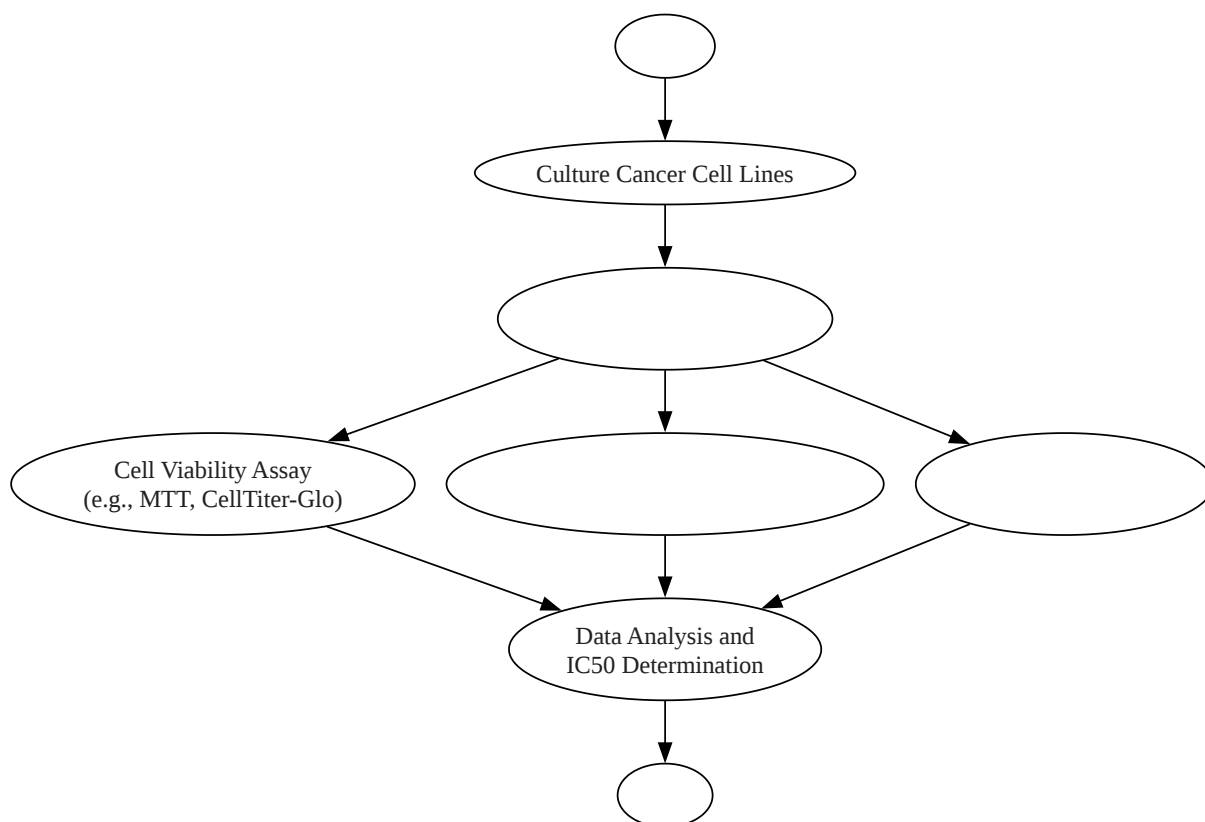 Culture Cancer Cell Lines
Cell Viability Assay
(e.g., MTT, CellTiter-Glo)
Data Analysis and
IC50 Determination